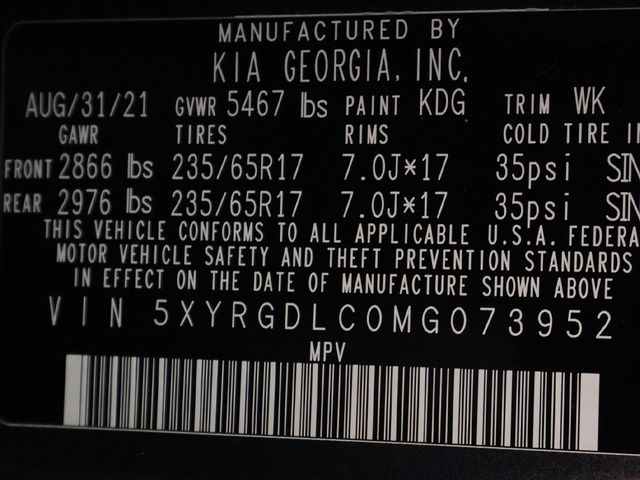 MANUFACTURED BY
KIA GEORGIA, INC.
AUG/31/21 GVWR 5467 lbs PAINT KDG TRIM WK
GAWR TIRES RIMS COLD TIRE
FRONT 2866 lbs 235/65R17 7.0J*17 35psi SIN
REAR 2976 lbs 235/65R17 7.0J*17 35psi SIN
THIS VEHICLE CONFORMS TO ALL APPLICABLE U.S.A. FEDERA
MOTOR VEHICLE SAFETY AND THEFT PREVENTION STANDARDS
IN EFFECT ON THE DATE OF MANUFACTURE SHOWN ABOVE
VIN 5XYRGDLC0MG073952
MPV